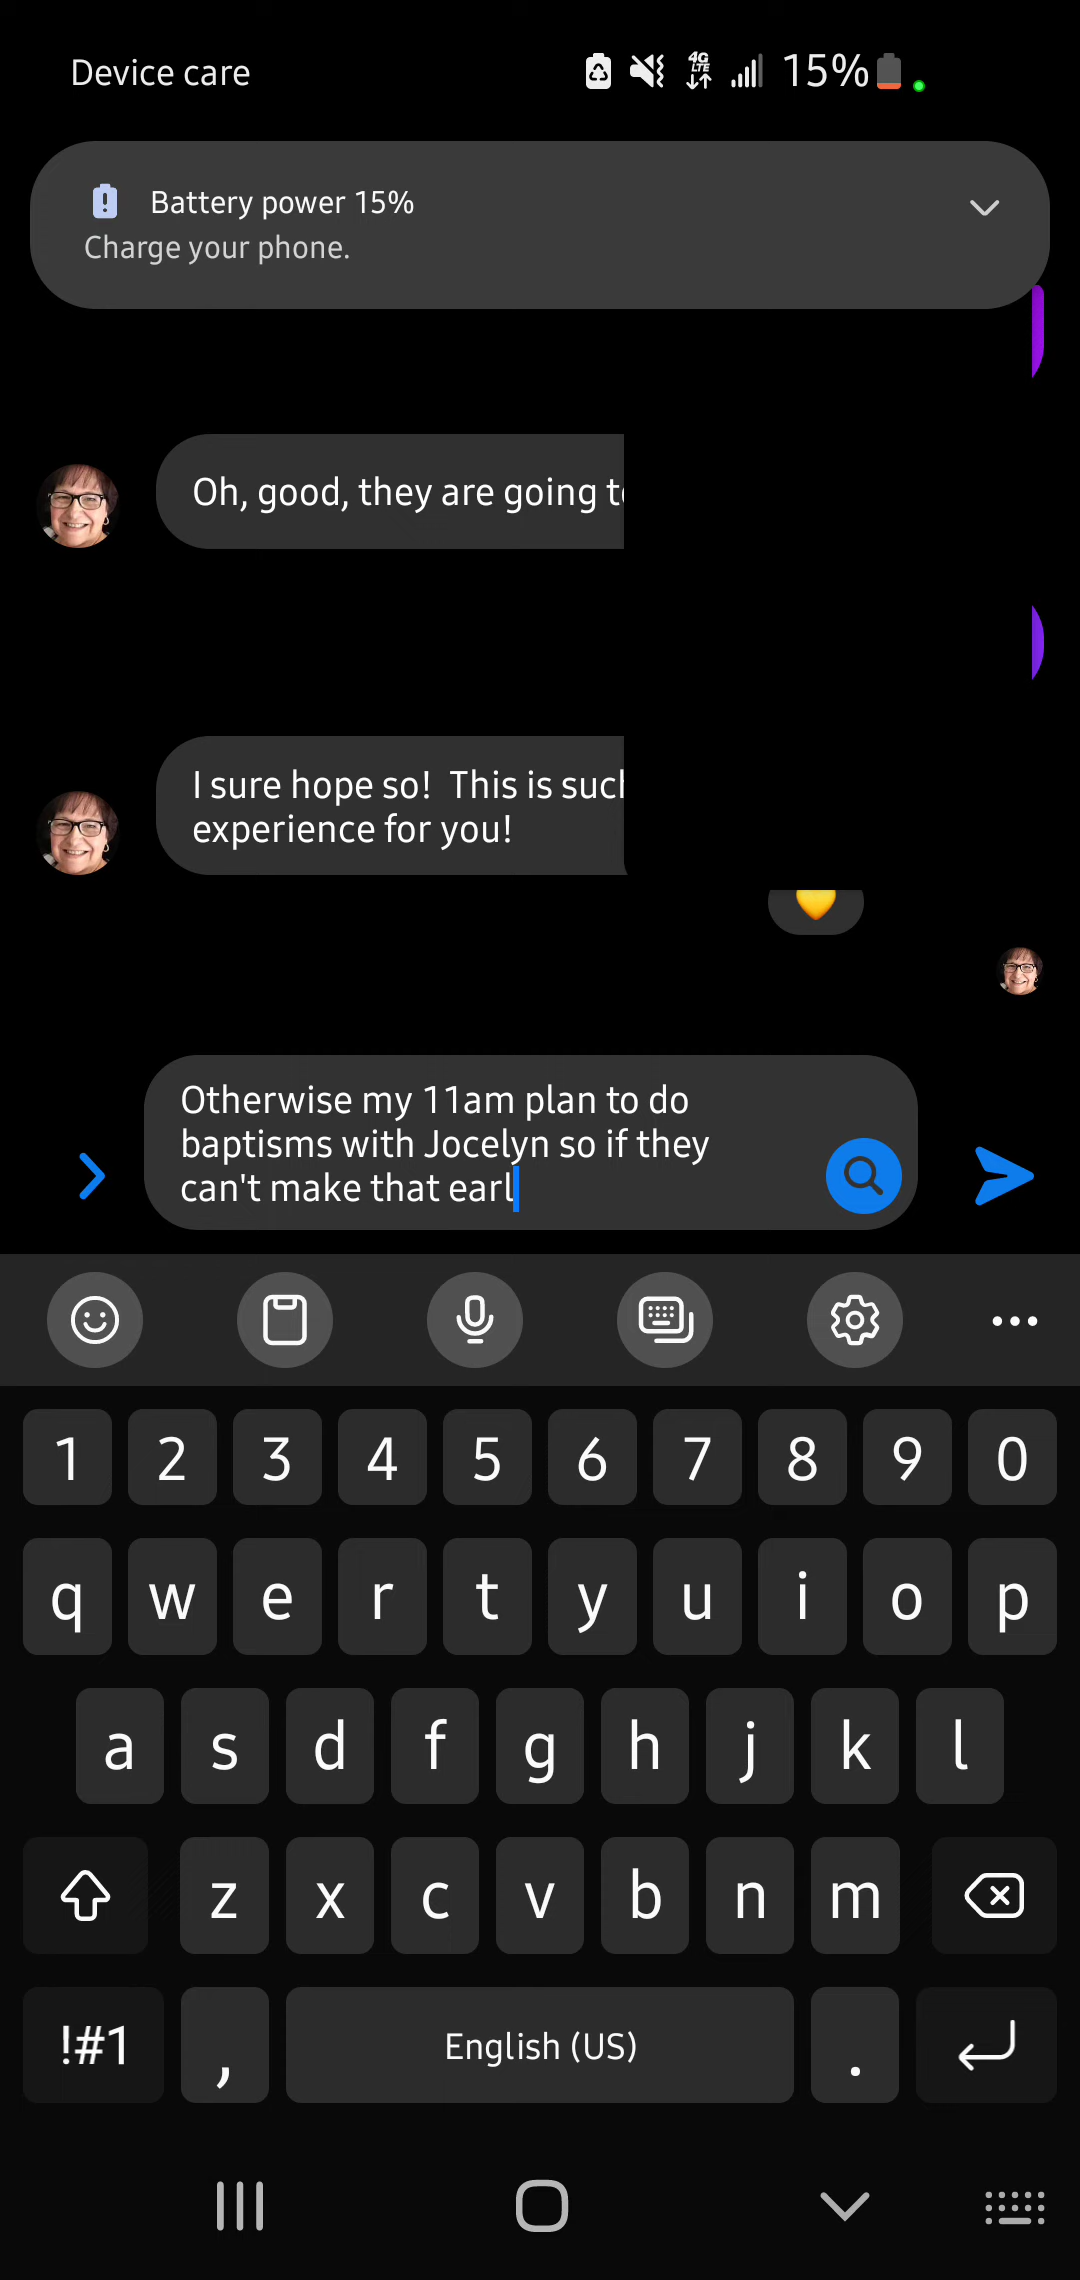 Device care
4G LTE 15%
Battery power 15%
Charge your phone.
Oh, good, they are going
I sure hope so! This is
experience for you!
Otherwise my 11am plan to do
baptisms with Jocelyn so if they
can't make that earl
1 2 3 4 5 6 7 8 9 0
q w e r t y u i o p
a s d f g h j k l
z x c v b n m
!#1 , English (US) .